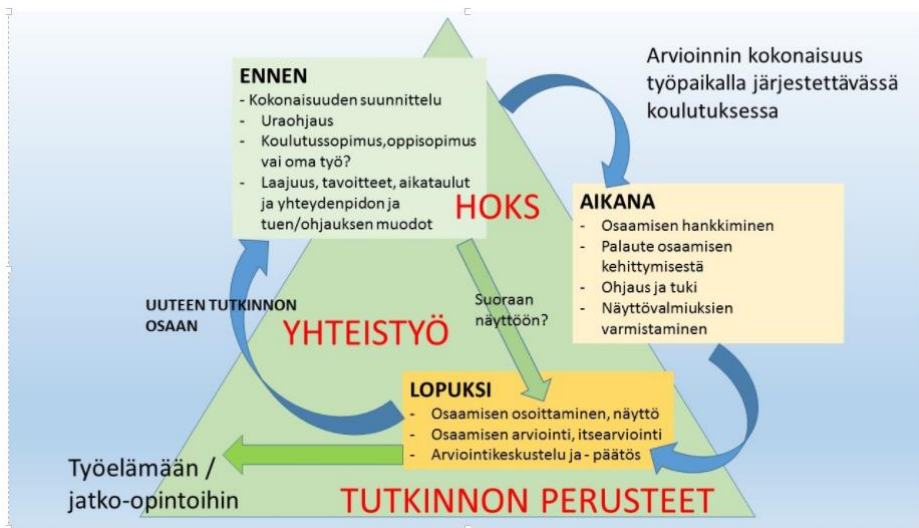 Arvioinnin kokonaisuus
työpaikalla järjestettävässä
koulutuksessa
ENNEN
- Kokonaisuuden suunnittelu
- Uraohjaus
- Koulutussopimus,oppisopimus
vai oma työ?
- Laajuus, tavoitteet, aikataulut
ja yhteydenpidon ja
tuen/ohjauksen muodot
HOKS
AIKANA
- Osaamisen hankkiminen
- Palaute osaamisen
kehittymisestä
- Ohjaus ja tuki
- Näyttövalmiuksien
varmistaminen
UUTEEN TUTKINNON
OSAAN
Suoraan
näyttöön?
YHTEISTYÖ
LOPUKSI
- Osaamisen osoittaminen, näyttö
- Osaamisen arviointi, itsearviointi
- Arviointikeskustelu ja - päätös
Työelämään /
jatko-opintoihin
TUTKINNON PERUSTEET